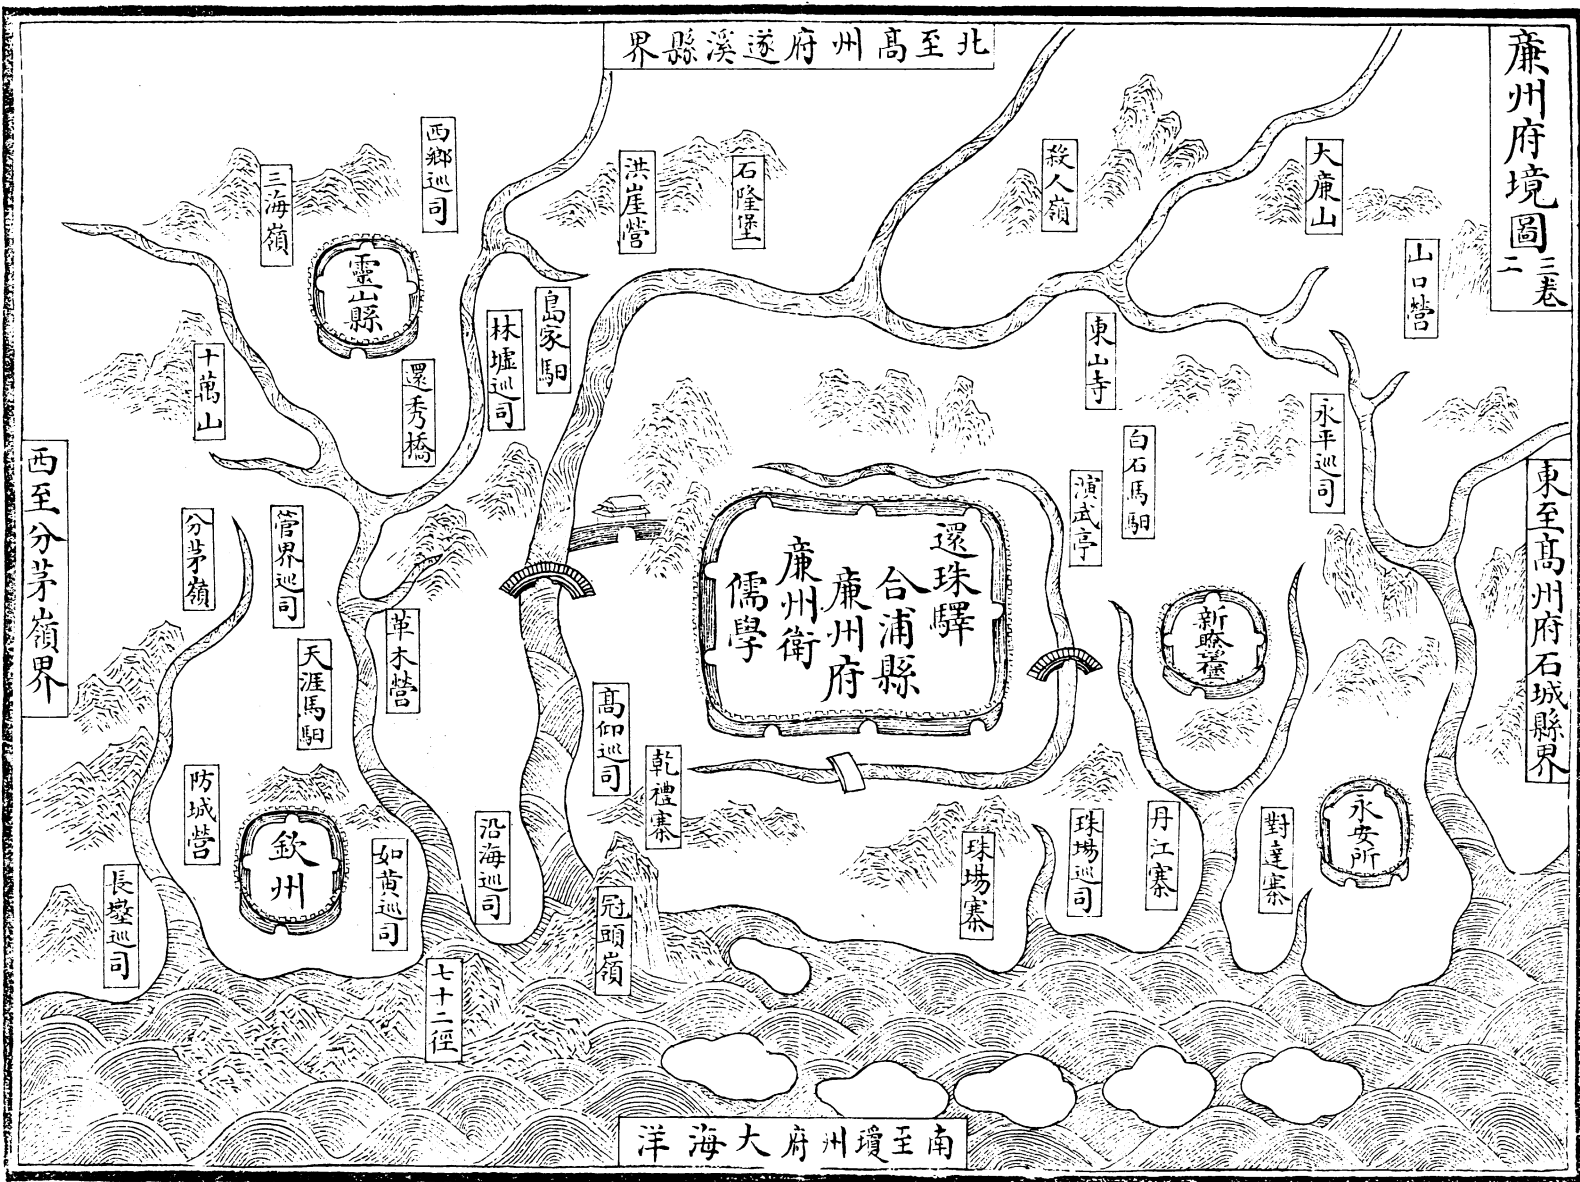 廉州府境圖
三卷
二
北至高州府遂溪縣界
東至高州府石城縣界
南至瓊州府大海洋
西至分茅嶺界
大廉山
山口營
殺人嶺
石隆堡
洪崖營
西鄉巡司
三海嶺
靈山縣
島家馹
林墟巡司
還秀橋
十萬山
東山寺
永平巡司
白石馬馹
演武亭
還珠驛
合浦縣
廉州府
廉州衛
儒學
管界巡司
分茅嶺
革木營
天涯馬馹
高仰巡司
乾禮寨
防城營
欽州
如黃巡司
沿海巡司
長墩巡司
冠頭嶺
七十二徑
永安所
對達寨
丹江寨
珠場巡司
珠場寨